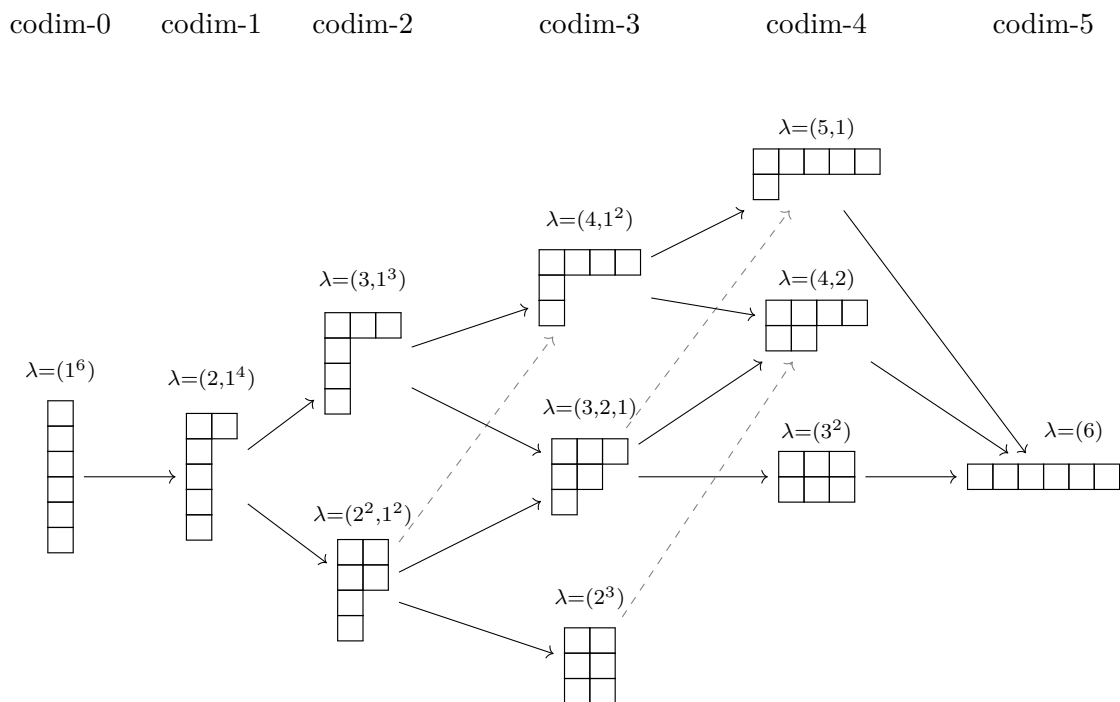 codim-0 codim-1 codim-2 codim-3 codim-4 codim-5
λ=(5,1)
λ=(4,1²)
λ=(3,1³)
λ=(4,2)
λ=(1⁶)
λ=(2,1⁴)
λ=(3,2,1)
λ=(3²)
λ=(6)
λ=(2²,1²)
λ=(2³)